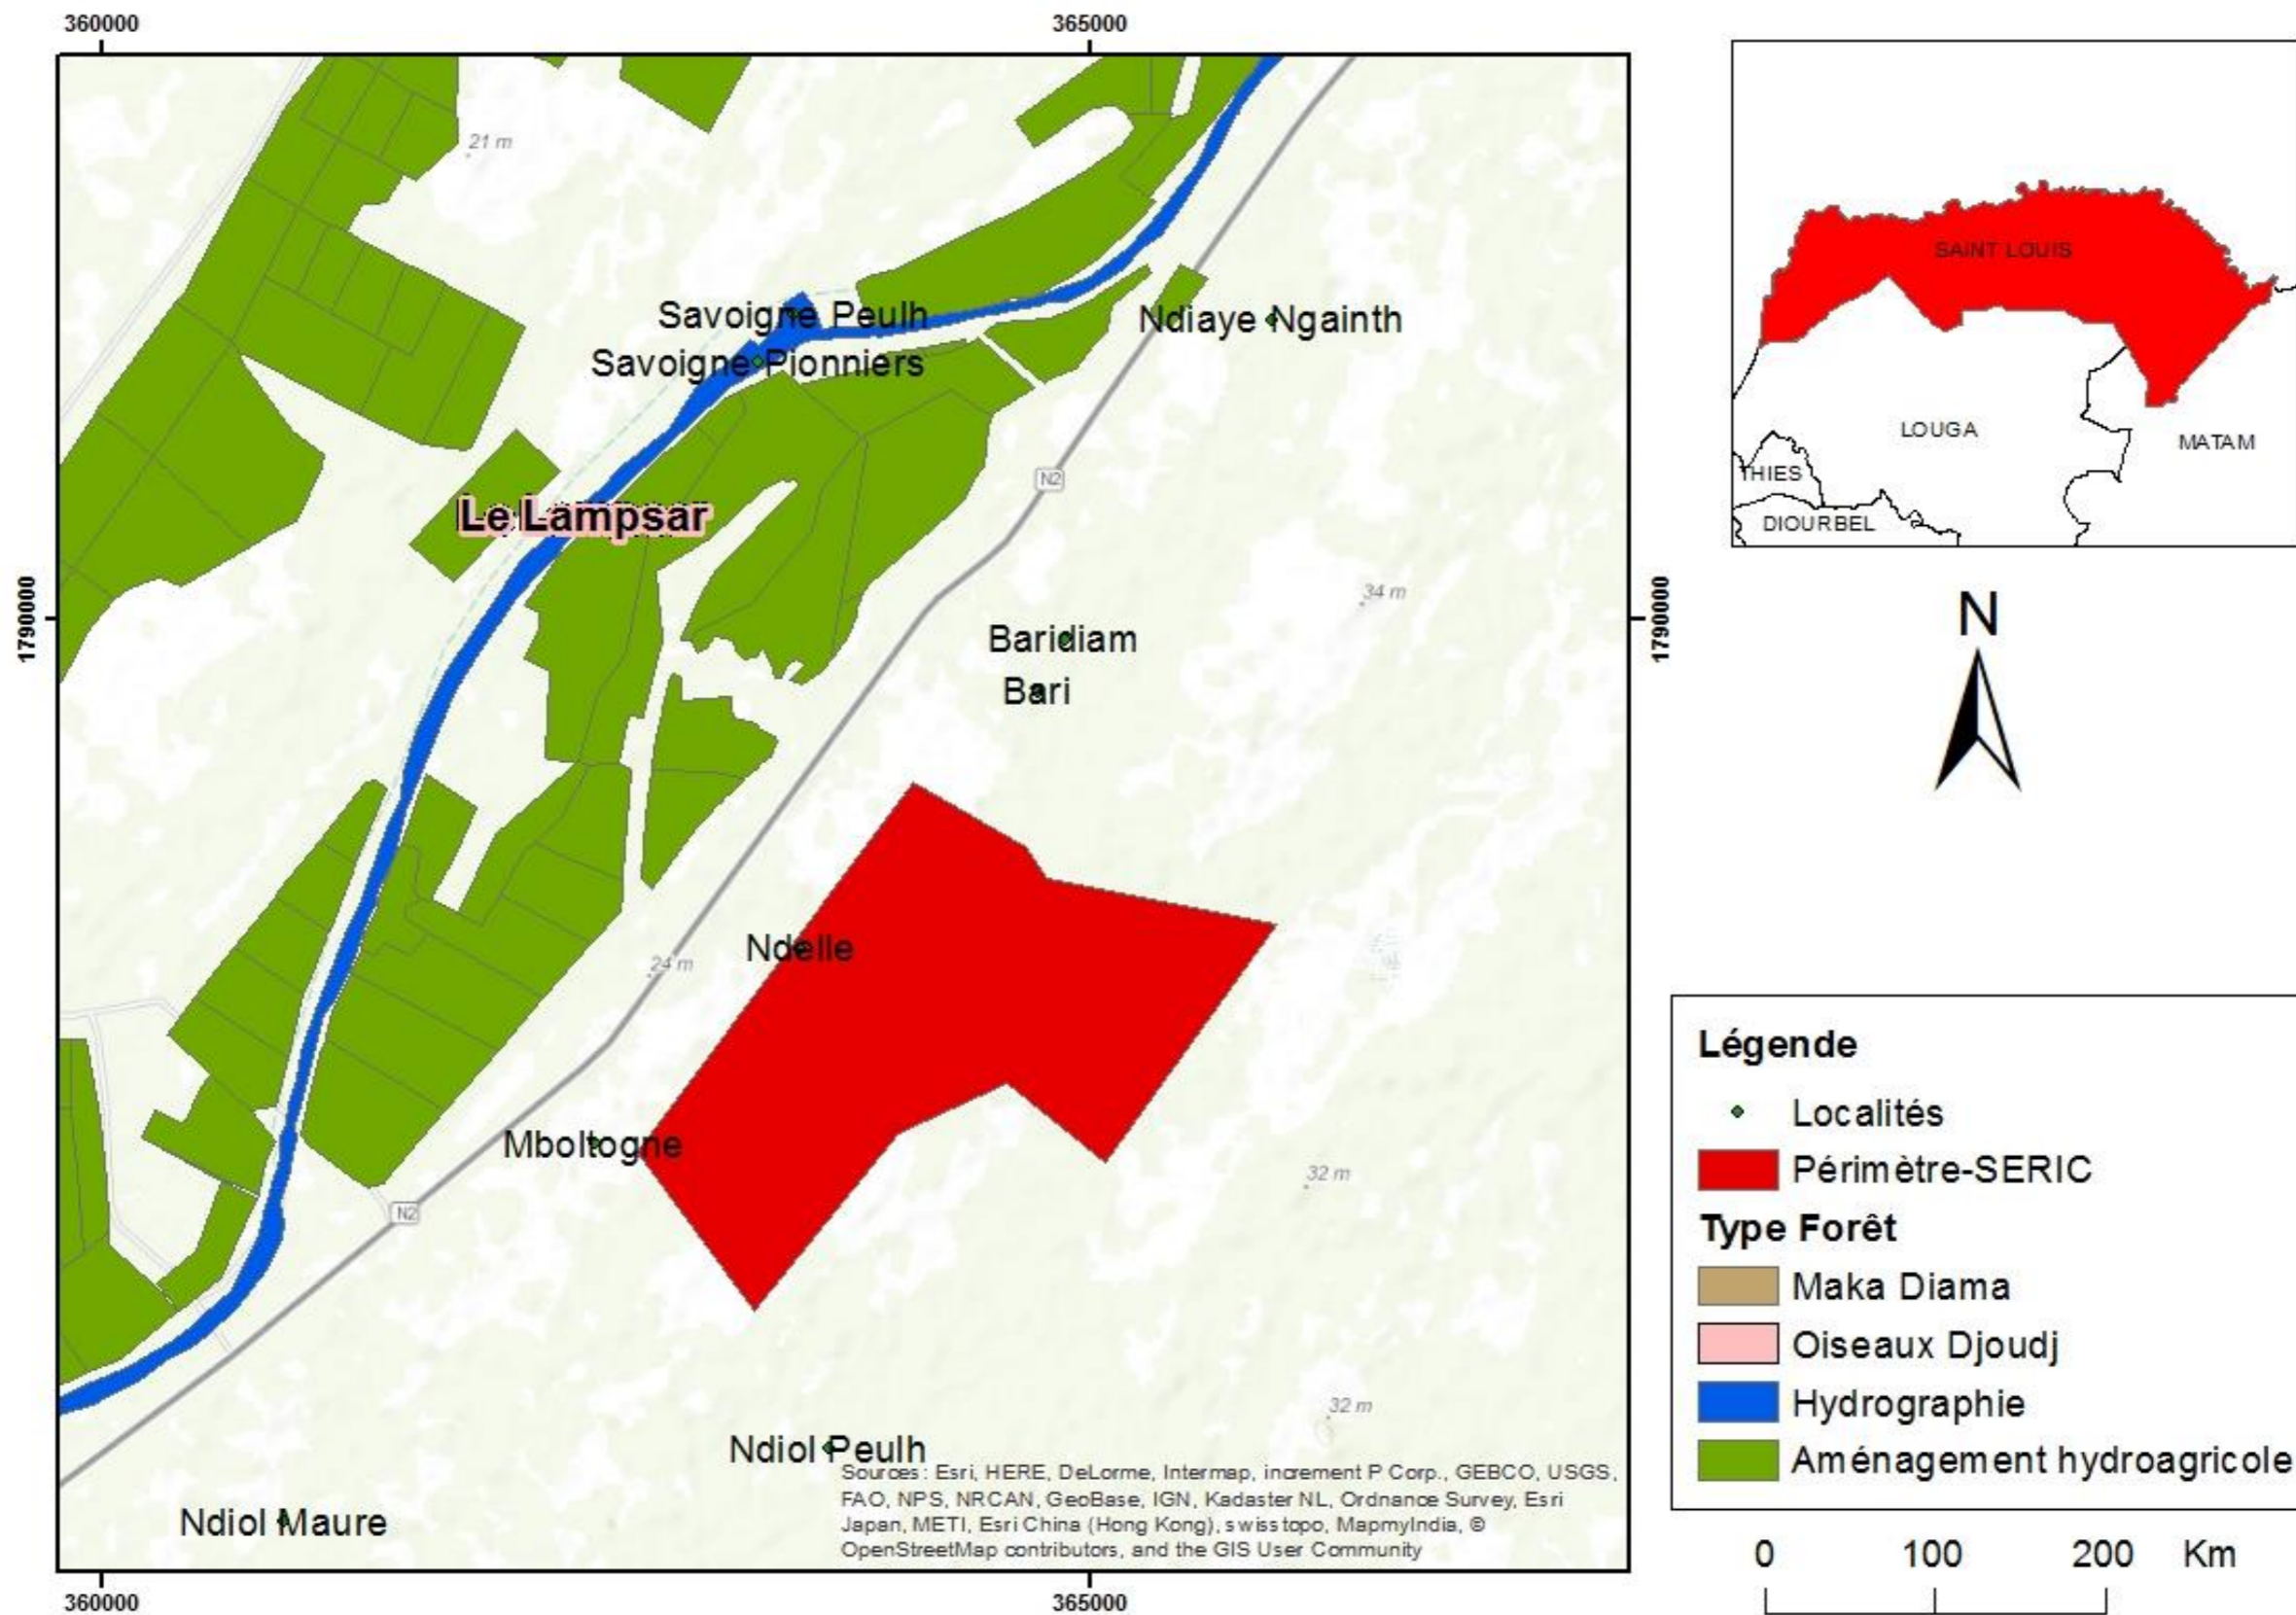 360000
365000
21 m
Savoigne Peulh
Ndiaye Ngainth
Savoigne Pionniers
N2
Le Lampsar
1790000
1790000
34 m
Baridiam
Bari
Ndelle
24 m
Mboltogne
32 m
N2
32 m
Ndiol Peulh
Sources: Esri, HERE, DeLorme, Intermap, increment P Corp., GEBCO, USGS,
FAO, NPS, NRCAN, GeoBase, IGN, Kadaster NL, Ordnance Survey, Esri
Japan, METI, Esri China (Hong Kong), swisstopo, MapmyIndia, ©
OpenStreetMap contributors, and the GIS User Community
Ndiol Maure
360000
365000
SAINT LOUIS
LOUGA
MATAM
THIES
DIOURBEL
N
Légende
Localités
Périmètre-SERIC
Type Forêt
Maka Diama
Oiseaux Djoudj
Hydrographie
Aménagement hydroagricole
0 100 200 Km